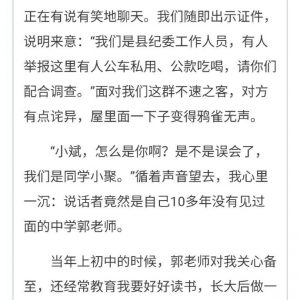 正在有说有笑地聊天。我们随即出示证件，
说明来意：“我们是县纪委工作人员，有人
举报这里有人公车私用、公款吃喝，请你们
配合调查。”面对我们这群不速之客，对方
有点诧异，屋里面一下子变得鸦雀无声。
“小斌，怎么是你啊？是不是误会了，
我们是同学小聚。”循着声音望去，我心里
一沉：说话者竟然是自己10多年没有见过
面的中学郭老师。
当年上初中的时候，郭老师对我关心备
至，还经常教育我要好好读书，长大后做一